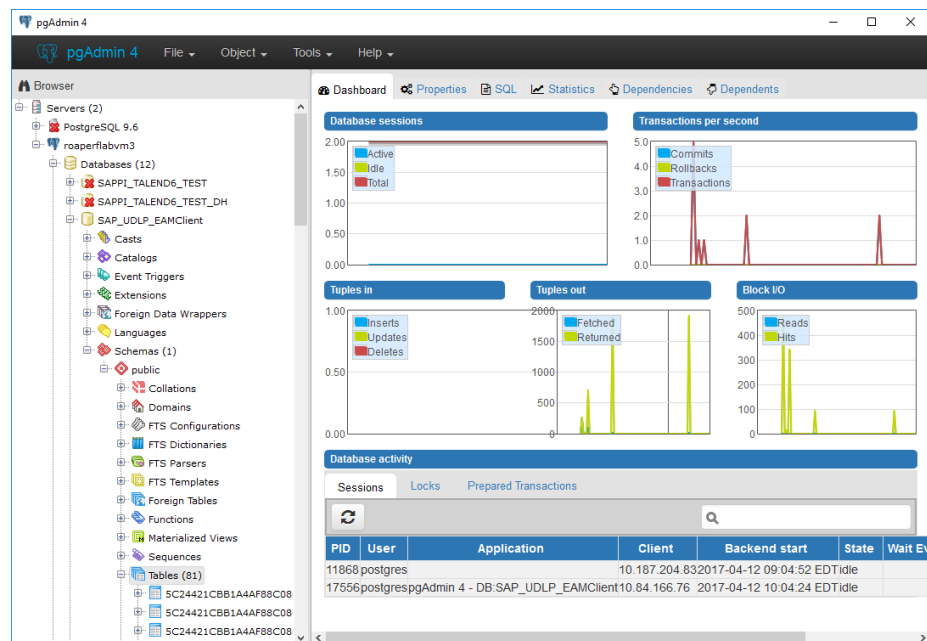 pgAdmin 4
pgAdmin 4 File Object Tools Help
Browser
Servers (2)
PostgreSQL 9.6
roaperflabvm3
Databases (12)
SAPPI_TALEND6_TEST
SAPPI_TALEND6_TEST_DH
SAP_UDLP_EAMClient
Casts
Catalogs
Event Triggers
Extensions
Foreign Data Wrappers
Languages
Schemas (1)
public
Collations
Domains
FTS Configurations
FTS Dictionaries
FTS Parsers
FTS Templates
Foreign Tables
Functions
Materialized Views
Sequences
Tables (81)
5C24421CBB1A4AF88C08
5C24421CBB1A4AF88C08
5C24421CBB1A4AF88C08
Dashboard Properties SQL Statistics Dependencies Dependents
Database sessions
2.00
1.50
1.00
0.50
0.00
Active
Idle
Total
Transactions per second
5.0
4.0
3.0
2.0
1.0
0.0
Commits
Rollbacks
Transactions
Tuples in
1.00
0.50
0.00
Inserts
Updates
Deletes
Tuples out
2000
1500
1000
500
0
Fetched
Returned
Block I/O
500
400
300
200
100
0
Reads
Hits
Database activity
Sessions Locks Prepared Transactions
PID User Application Client Backend start State Wait Ev
11868 postgres 10.187.204.83 2017-04-12 09:04:52 EDT idle
17556 postgres pgAdmin 4 - DB:SAP_UDLP_EAMClient 10.84.166.76 2017-04-12 10:04:24 EDT idle